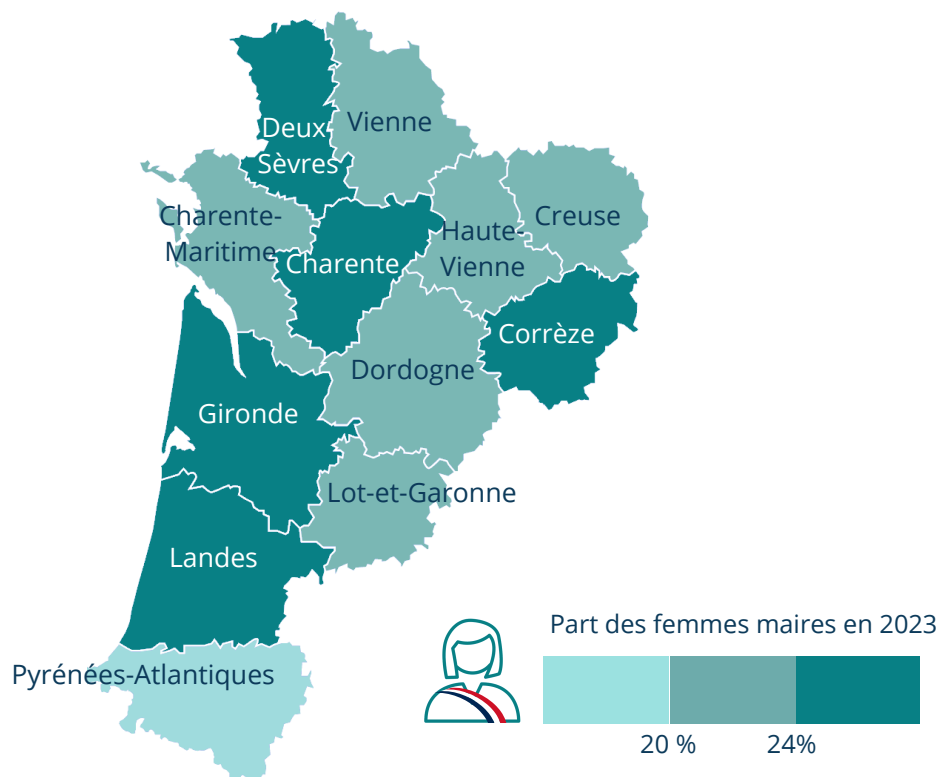 Vienne
Deux
Sèvres
Charente-
Maritime
Creuse
Haute-
Vienne
Charente
Corrèze
Dordogne
Gironde
Lot-et-Garonne
Landes
Pyrénées-Atlantiques
Part des femmes maires en 2023
20 %
24%